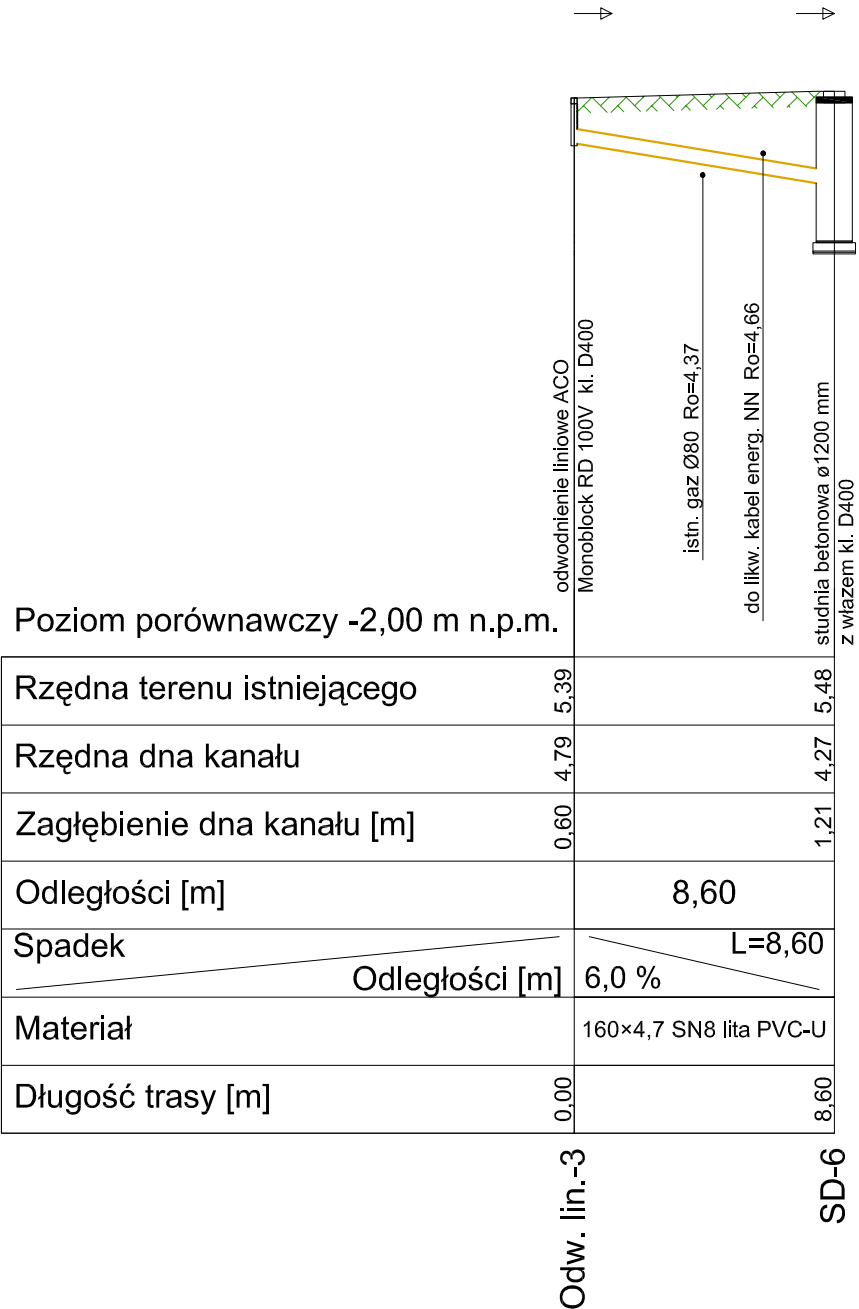 odwodnienie liniowe ACO
Monoblock RD 100V kl. D400
istn. gaz Ø80 Ro=4,37
do likw. kabel energ. NN Ro=4,66
studnia betonowa ø1200 mm
z włazem kl. D400
Poziom porównawczy -2,00 m n.p.m.
Rzędna terenu istniejącego 5,39 5,48
Rzędna dna kanału 4,79 4,27
Zagłębienie dna kanału [m] 0,60 1,21
Odległości [m] 8,60
Spadek L=8,60
Odległości [m] 6,0 %
Materiał 160×4,7 SN8 lita PVC-U
Długość trasy [m] 0,00 8,60
Odw. lin.-3 SD-6